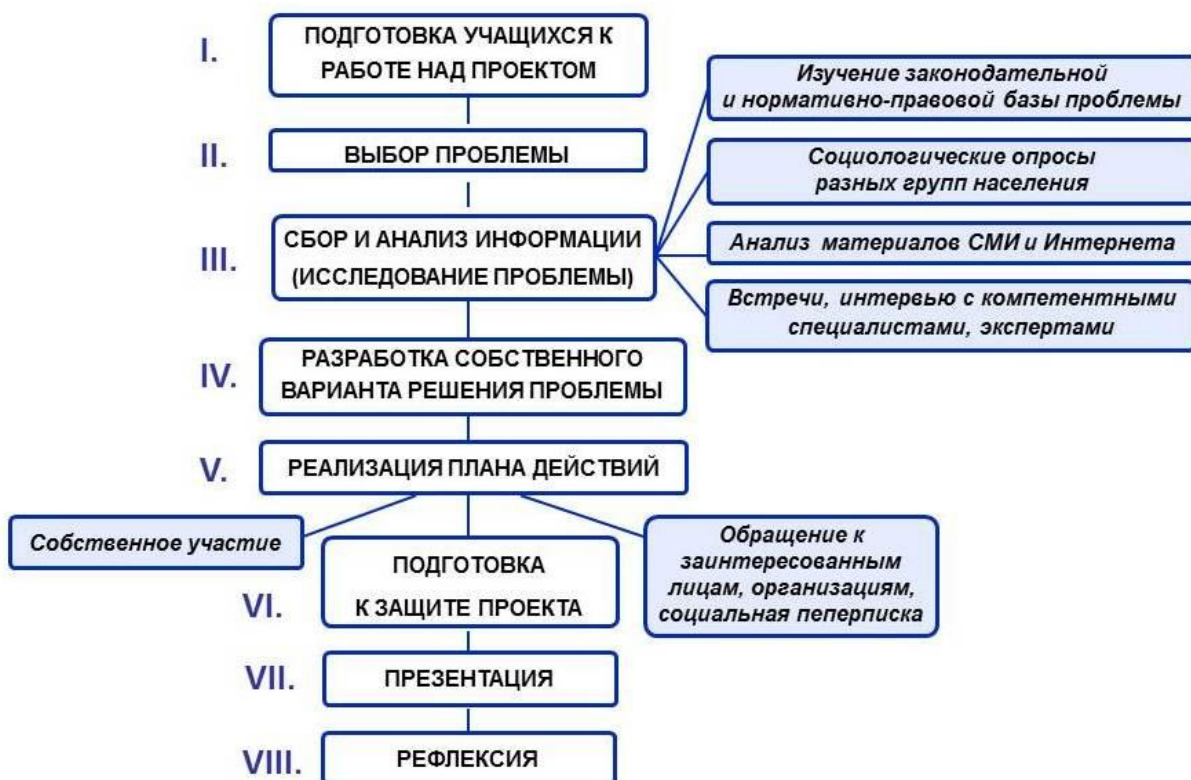 I.
ПОДГОТОВКА УЧАЩИХСЯ К
РАБОТЕ НАД ПРОЕКТОМ
II.
ВЫБОР ПРОБЛЕМЫ
III.
СБОР И АНАЛИЗ ИНФОРМАЦИИ
(ИССЛЕДОВАНИЕ ПРОБЛЕМЫ)
Изучение законодательной
и нормативно-правовой базы проблемы
Социологические опросы
разных групп населения
Анализ материалов СМИ и Интернета
Встречи, интервью с компетентными
специалистами, экспертами
IV.
РАЗРАБОТКА СОБСТВЕННОГО
ВАРИАНТА РЕШЕНИЯ ПРОБЛЕМЫ
V.
РЕАЛИЗАЦИЯ ПЛАНА ДЕЙСТВИЙ
Собственное участие
Обращение к
заинтересованным
лицам, организациям,
социальная пеперписка
VI.
ПОДГОТОВКА
К ЗАЩИТЕ ПРОЕКТА
VII.
ПРЕЗЕНТАЦИЯ
VIII.
РЕФЛЕКСИЯ